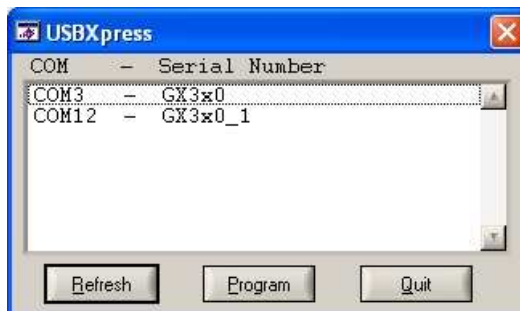 USBXpress
COM – Serial Number
COM3 – GX3x0
COM12 – GX3x0_1
Refresh Program Quit